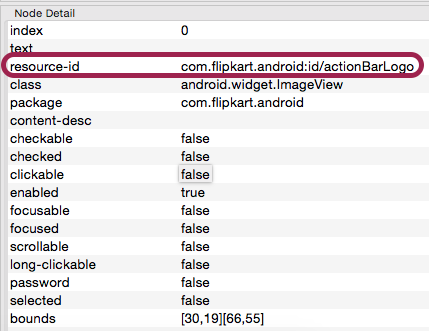 Node Detail
index 0
text
resource-id com.flipkart.android:id/actionBarLogo
class android.widget.ImageView
package com.flipkart.android
content-desc
checkable false
checked false
clickable false
enabled true
focusable false
focused false
scrollable false
long-clickable false
password false
selected false
bounds [30,19][66,55]